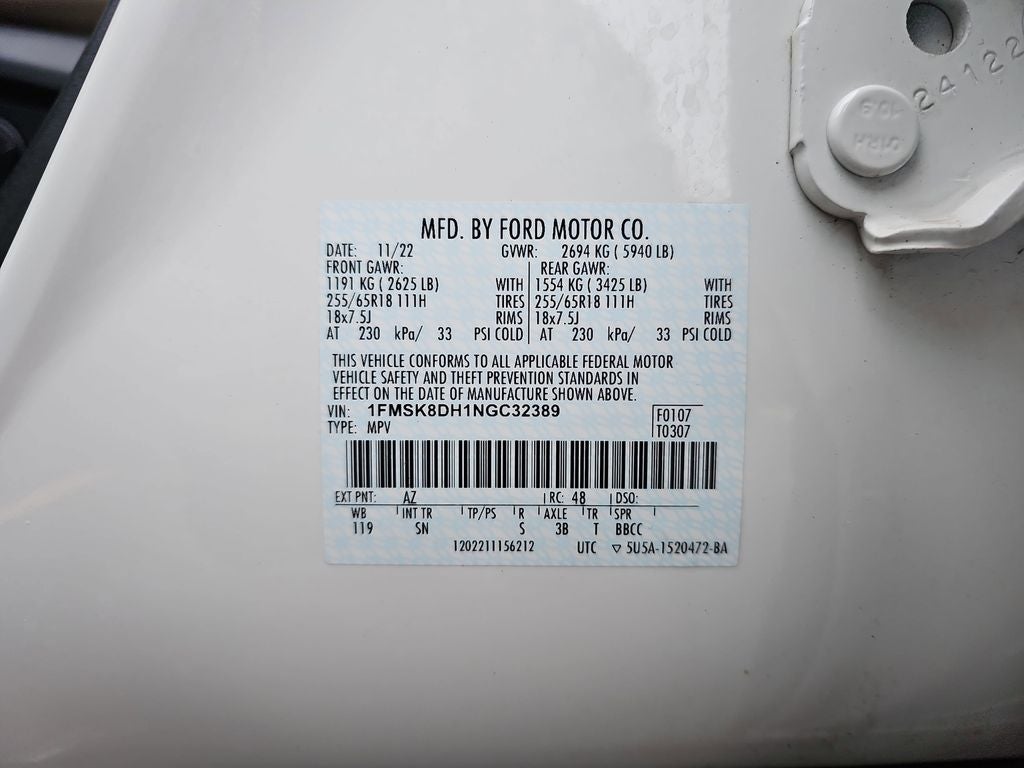 24122
10.9
OTRH
MFD. BY FORD MOTOR CO.
DATE: 11/22 GVWR: 2694 KG ( 5940 LB)
FRONT GAWR: REAR GAWR:
1191 KG ( 2625 LB) WITH 1554 KG ( 3425 LB) WITH
255/65R18 111H TIRES 255/65R18 111H TIRES
18x7.5J RIMS 18x7.5J RIMS
AT 230 kPa/ 33 PSI COLD AT 230 kPa/ 33 PSI COLD
THIS VEHICLE CONFORMS TO ALL APPLICABLE FEDERAL MOTOR
VEHICLE SAFETY AND THEFT PREVENTION STANDARDS IN
EFFECT ON THE DATE OF MANUFACTURE SHOWN ABOVE.
VIN: 1FMSK8DH1NGC32389 F0107
TYPE: MPV T0307
EXT PNT: AZ RC: 48 DSO:
WB INT TR TP/PS R AXLE TR SPR
119 SN S 3B T BBCC
1202211156212 UTC ▽ 5U5A-1520472-BA